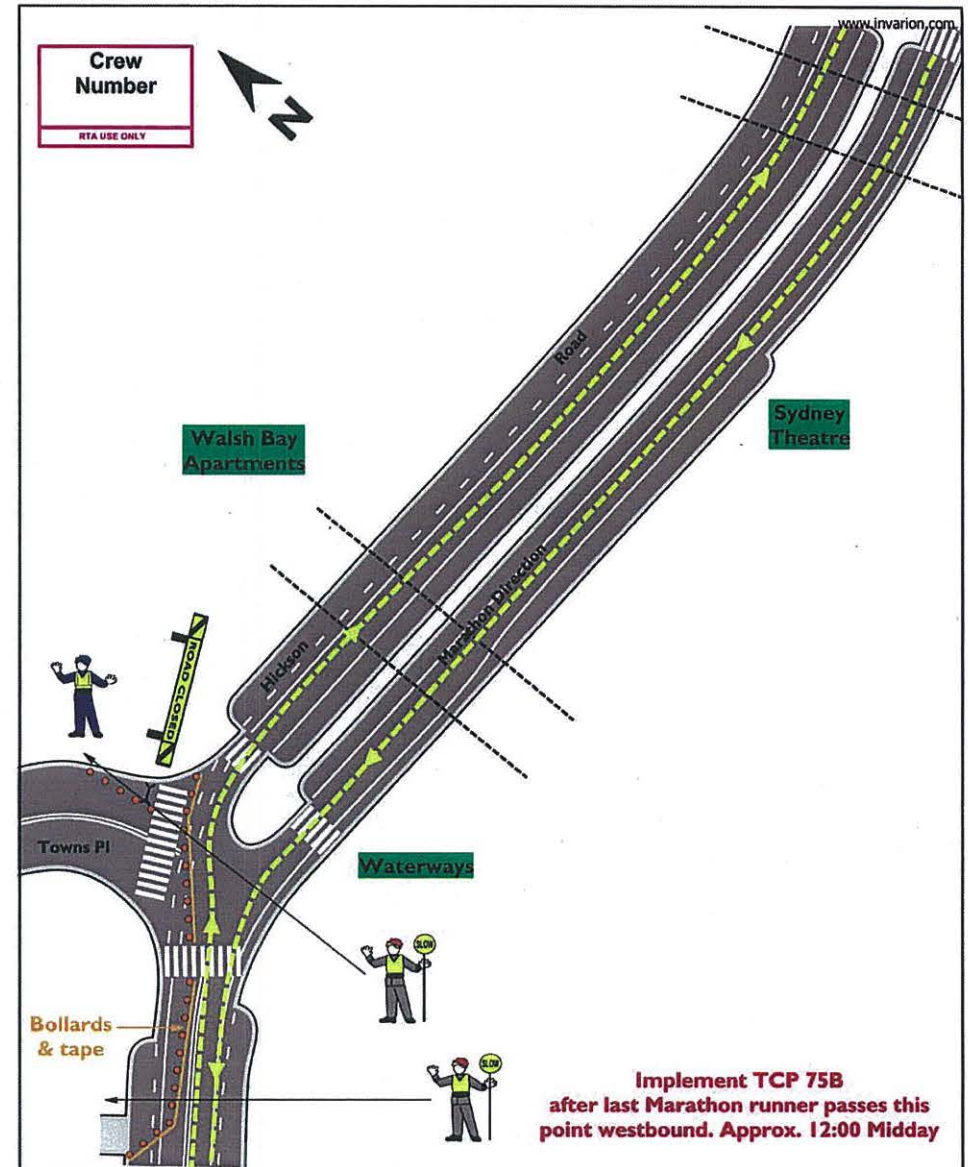 www.invarion.com
Crew
Number
RTA USE ONLY
N
Road
Sydney
Theatre
Walsh Bay
Apartments
Marathon Direction
Hickson
ROAD CLOSED
Towns Pl
Waterways
SLOW
Bollards
& tape
SLOW
Implement TCP 75B
after last Marathon runner passes this
point westbound. Approx. 12:00 Midday